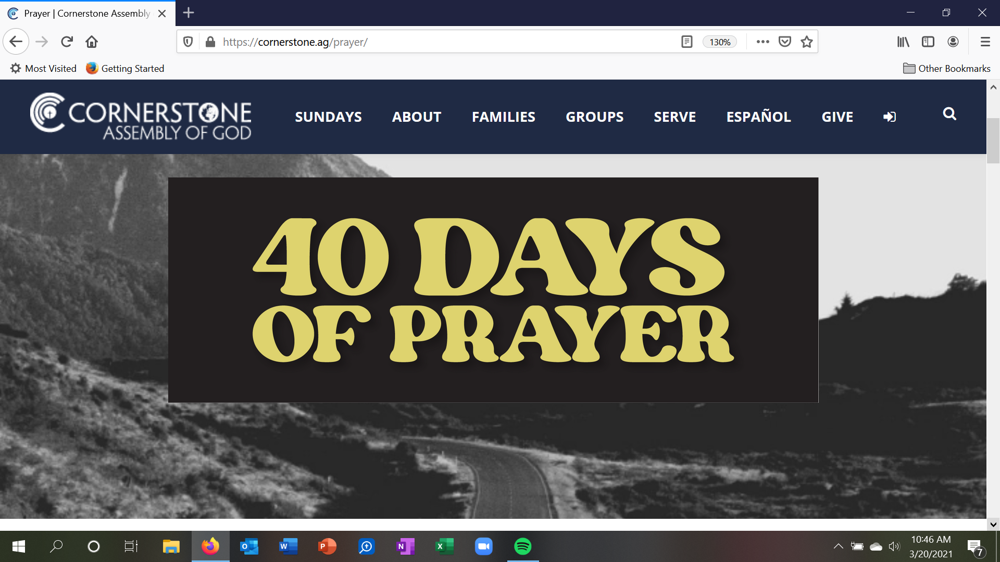 Prayer | Cornerstone Assembly
https://cornerstone.ag/prayer/
130%
Most Visited
Getting Started
Other Bookmarks
CORNERSTONE
ASSEMBLY OF GOD
SUNDAYS
ABOUT
FAMILIES
GROUPS
SERVE
ESPAÑOL
GIVE
40 DAYS
OF PRAYER
10:46 AM
3/20/2021
7